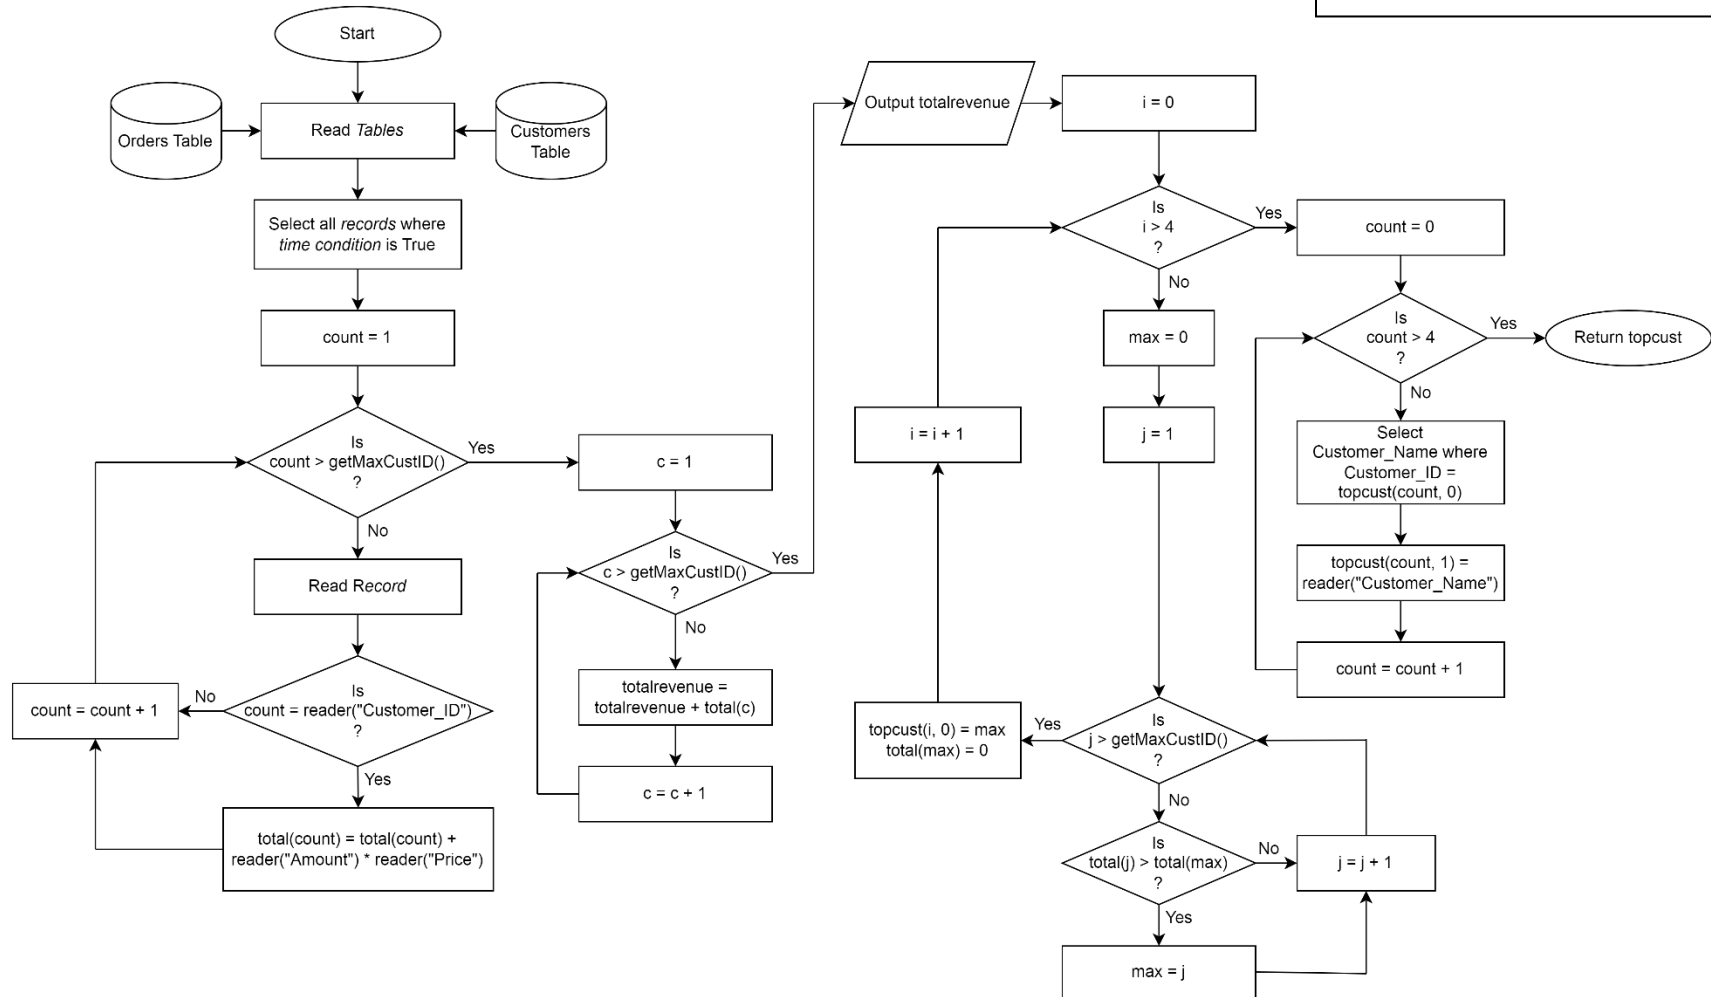 Start
Orders Table
Read Tables
Customers
Table
Select all records where
time condition is True
count = 1
Is
count > getMaxCustID()
?
Yes
No
Read Record
Is
count = reader("Customer_ID")
?
No
count = count + 1
Yes
total(count) = total(count) +
reader("Amount") * reader("Price")
c = 1
Is
c > getMaxCustID()
?
Yes
No
totalrevenue =
totalrevenue + total(c)
c = c + 1
Output totalrevenue
i = 0
Is
i > 4
?
Yes
No
max = 0
j = 1
i = i + 1
Is
j > getMaxCustID()
?
Yes
topcust(i, 0) = max
total(max) = 0
No
Is
total(j) > total(max)
?
No
j = j + 1
Yes
max = j
count = 0
Is
count > 4
?
Yes
Return topcust
No
Select
Customer_Name where
Customer_ID =
topcust(count, 0)
topcust(count, 1) =
reader("Customer_Name")
count = count + 1